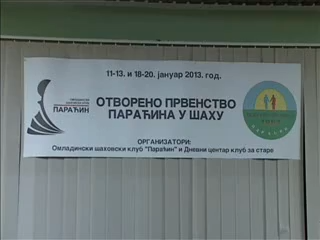 11-13. и 18-20. јануар 2013. год.
ПАРАЋИН
ОТВОРЕНО ПРВЕНСТВО
ПАРАЋИНА У ШАХУ
ОРГАНИЗАТОРИ:
Омладински шаховски клуб "Параћин" и Дневни центар клуб за старе